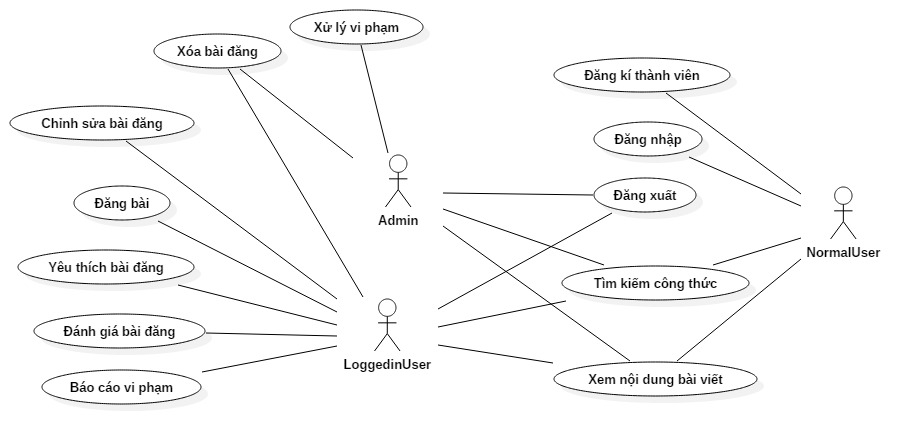 Xử lý vi phạm
Xóa bài đăng
Đăng kí thành viên
Chỉnh sửa bài đăng
Đăng nhập
Đăng bài
Đăng xuất
Admin
NormalUser
Yêu thích bài đăng
Tìm kiếm công thức
Đánh giá bài đăng
LoggedinUser
Xem nội dung bài viết
Báo cáo vi phạm